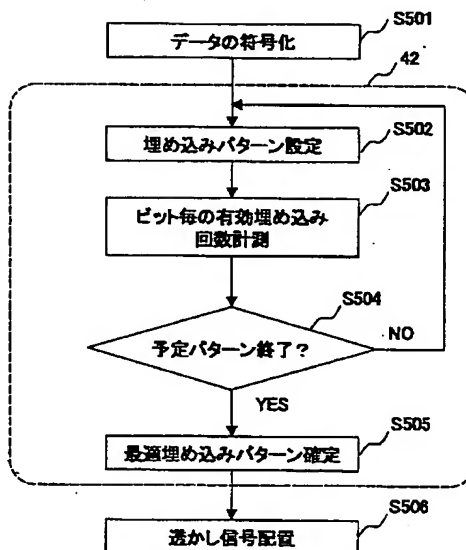 S501
データの符号化
42
S502
埋め込みパターン設定
S503
ビット毎の有効埋め込み
回数計測
S504
予定パターン終了?
NO
YES
S505
最適埋め込みパターン確定
S506
透かし信号配置